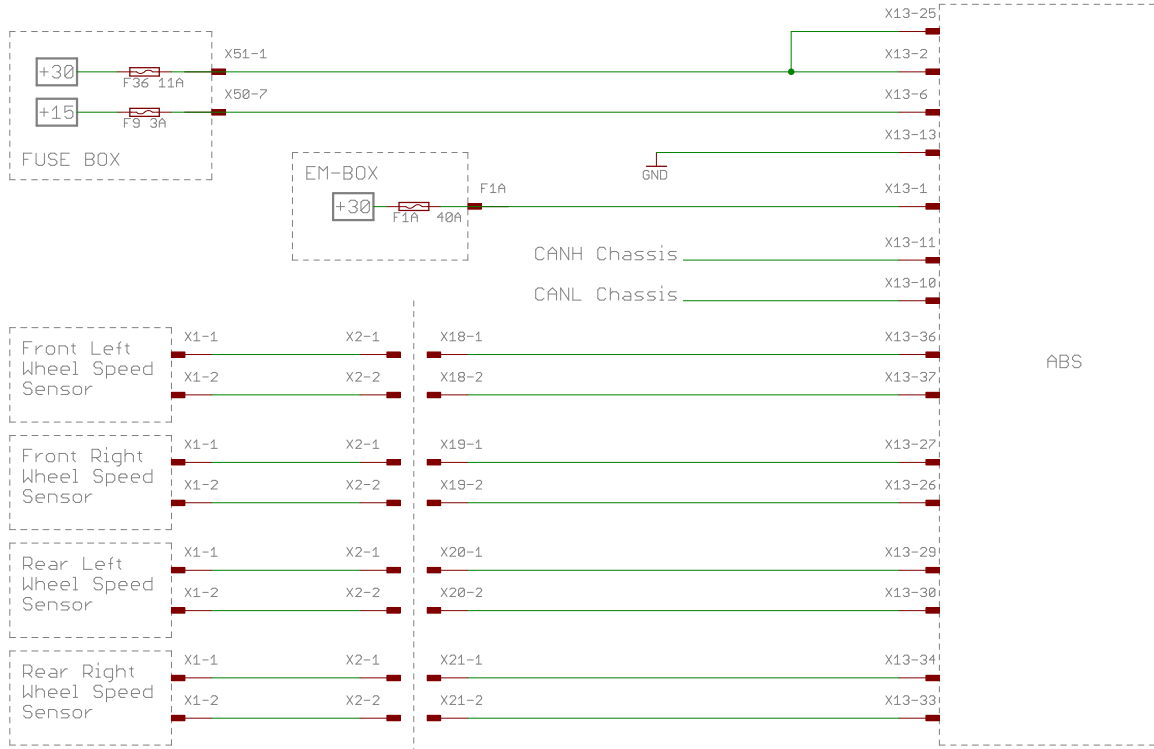 X13-25
X51-1
X13-2
+30
F36 11A
X50-7
X13-6
+15
F9 3A
X13-13
FUSE BOX
EM-BOX
GND
F1A
X13-1
+30
F1A 40A
CANH Chassis
X13-11
CANL Chassis
X13-10
Front Left
Wheel Speed
Sensor
X1-1
X2-1
X18-1
X13-36
X1-2
X2-2
X18-2
X13-37
ABS
Front Right
Wheel Speed
Sensor
X1-1
X2-1
X19-1
X13-27
X1-2
X2-2
X19-2
X13-26
Rear Left
Wheel Speed
Sensor
X1-1
X2-1
X20-1
X13-29
X1-2
X2-2
X20-2
X13-30
Rear Right
Wheel Speed
Sensor
X1-1
X2-1
X21-1
X13-34
X1-2
X2-2
X21-2
X13-33